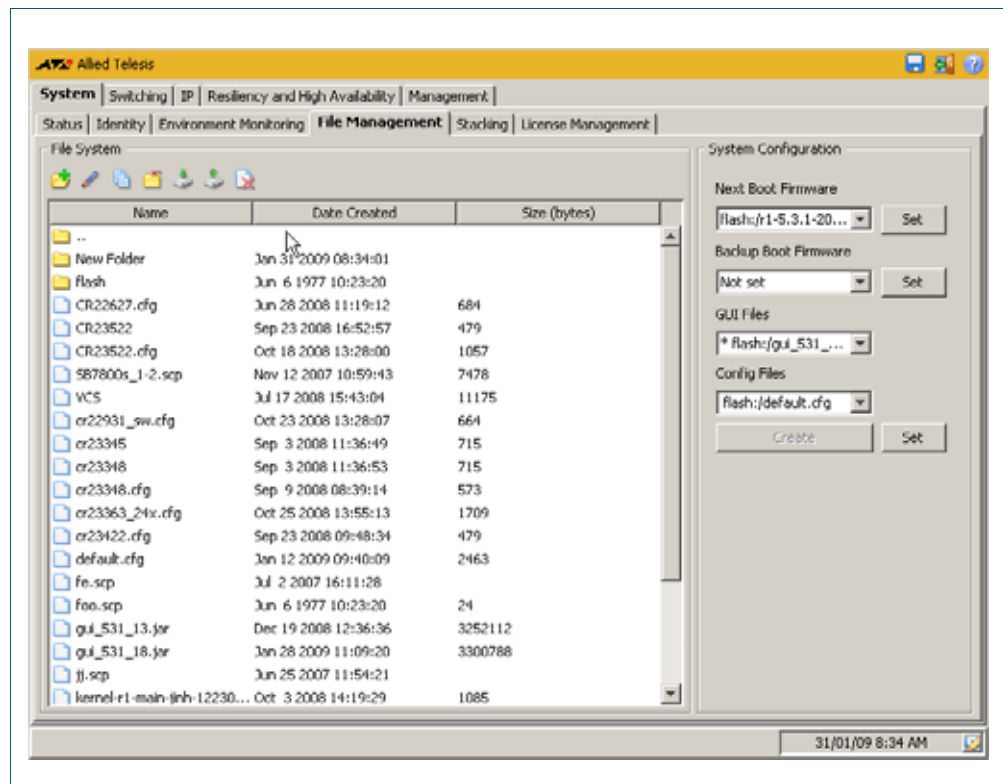 Allied Telesis
System Switching IP Resiliency and High Availability Management
Status Identity Environment Monitoring File Management Stacking License Management
File System
Name Date Created Size (bytes)
..
New Folder Jan 31 2009 08:34:01
flash Jun 6 1977 10:23:20
CR22627.cfg Jun 28 2008 11:19:12 684
CR23522 Sep 23 2008 16:52:57 479
CR23522.cfg Oct 18 2008 13:28:00 1057
SB7800s_1-2.scp Nov 12 2007 10:59:43 7478
VCS Jul 17 2008 15:43:04 11175
cr22931_sw.cfg Oct 23 2008 13:28:07 664
cr23345 Sep 3 2008 11:36:49 715
cr23348 Sep 3 2008 11:36:53 715
cr23348.cfg Sep 9 2008 08:39:14 573
cr23363_24x.cfg Oct 25 2008 13:55:13 1709
cr23422.cfg Sep 23 2008 09:48:34 479
default.cfg Jan 12 2009 09:40:09 2463
fe.scp Jul 2 2007 16:11:28
foo.scp Jun 6 1977 10:23:20 24
gui_531_13.jar Dec 19 2008 12:36:36 3252112
gui_531_18.jar Jan 28 2009 11:09:20 3300788
jj.scp Jun 25 2007 11:54:21
kernel-r1-main-jinh-12230... Oct 3 2008 14:19:29 1085
System Configuration
Next Boot Firmware
flash:/r1-5.3.1-20... Set
Backup Boot Firmware
Not set Set
GUI Files
* flash:/gui_531_...
Config Files
flash:/default.cfg
Create Set
31/01/09 8:34 AM